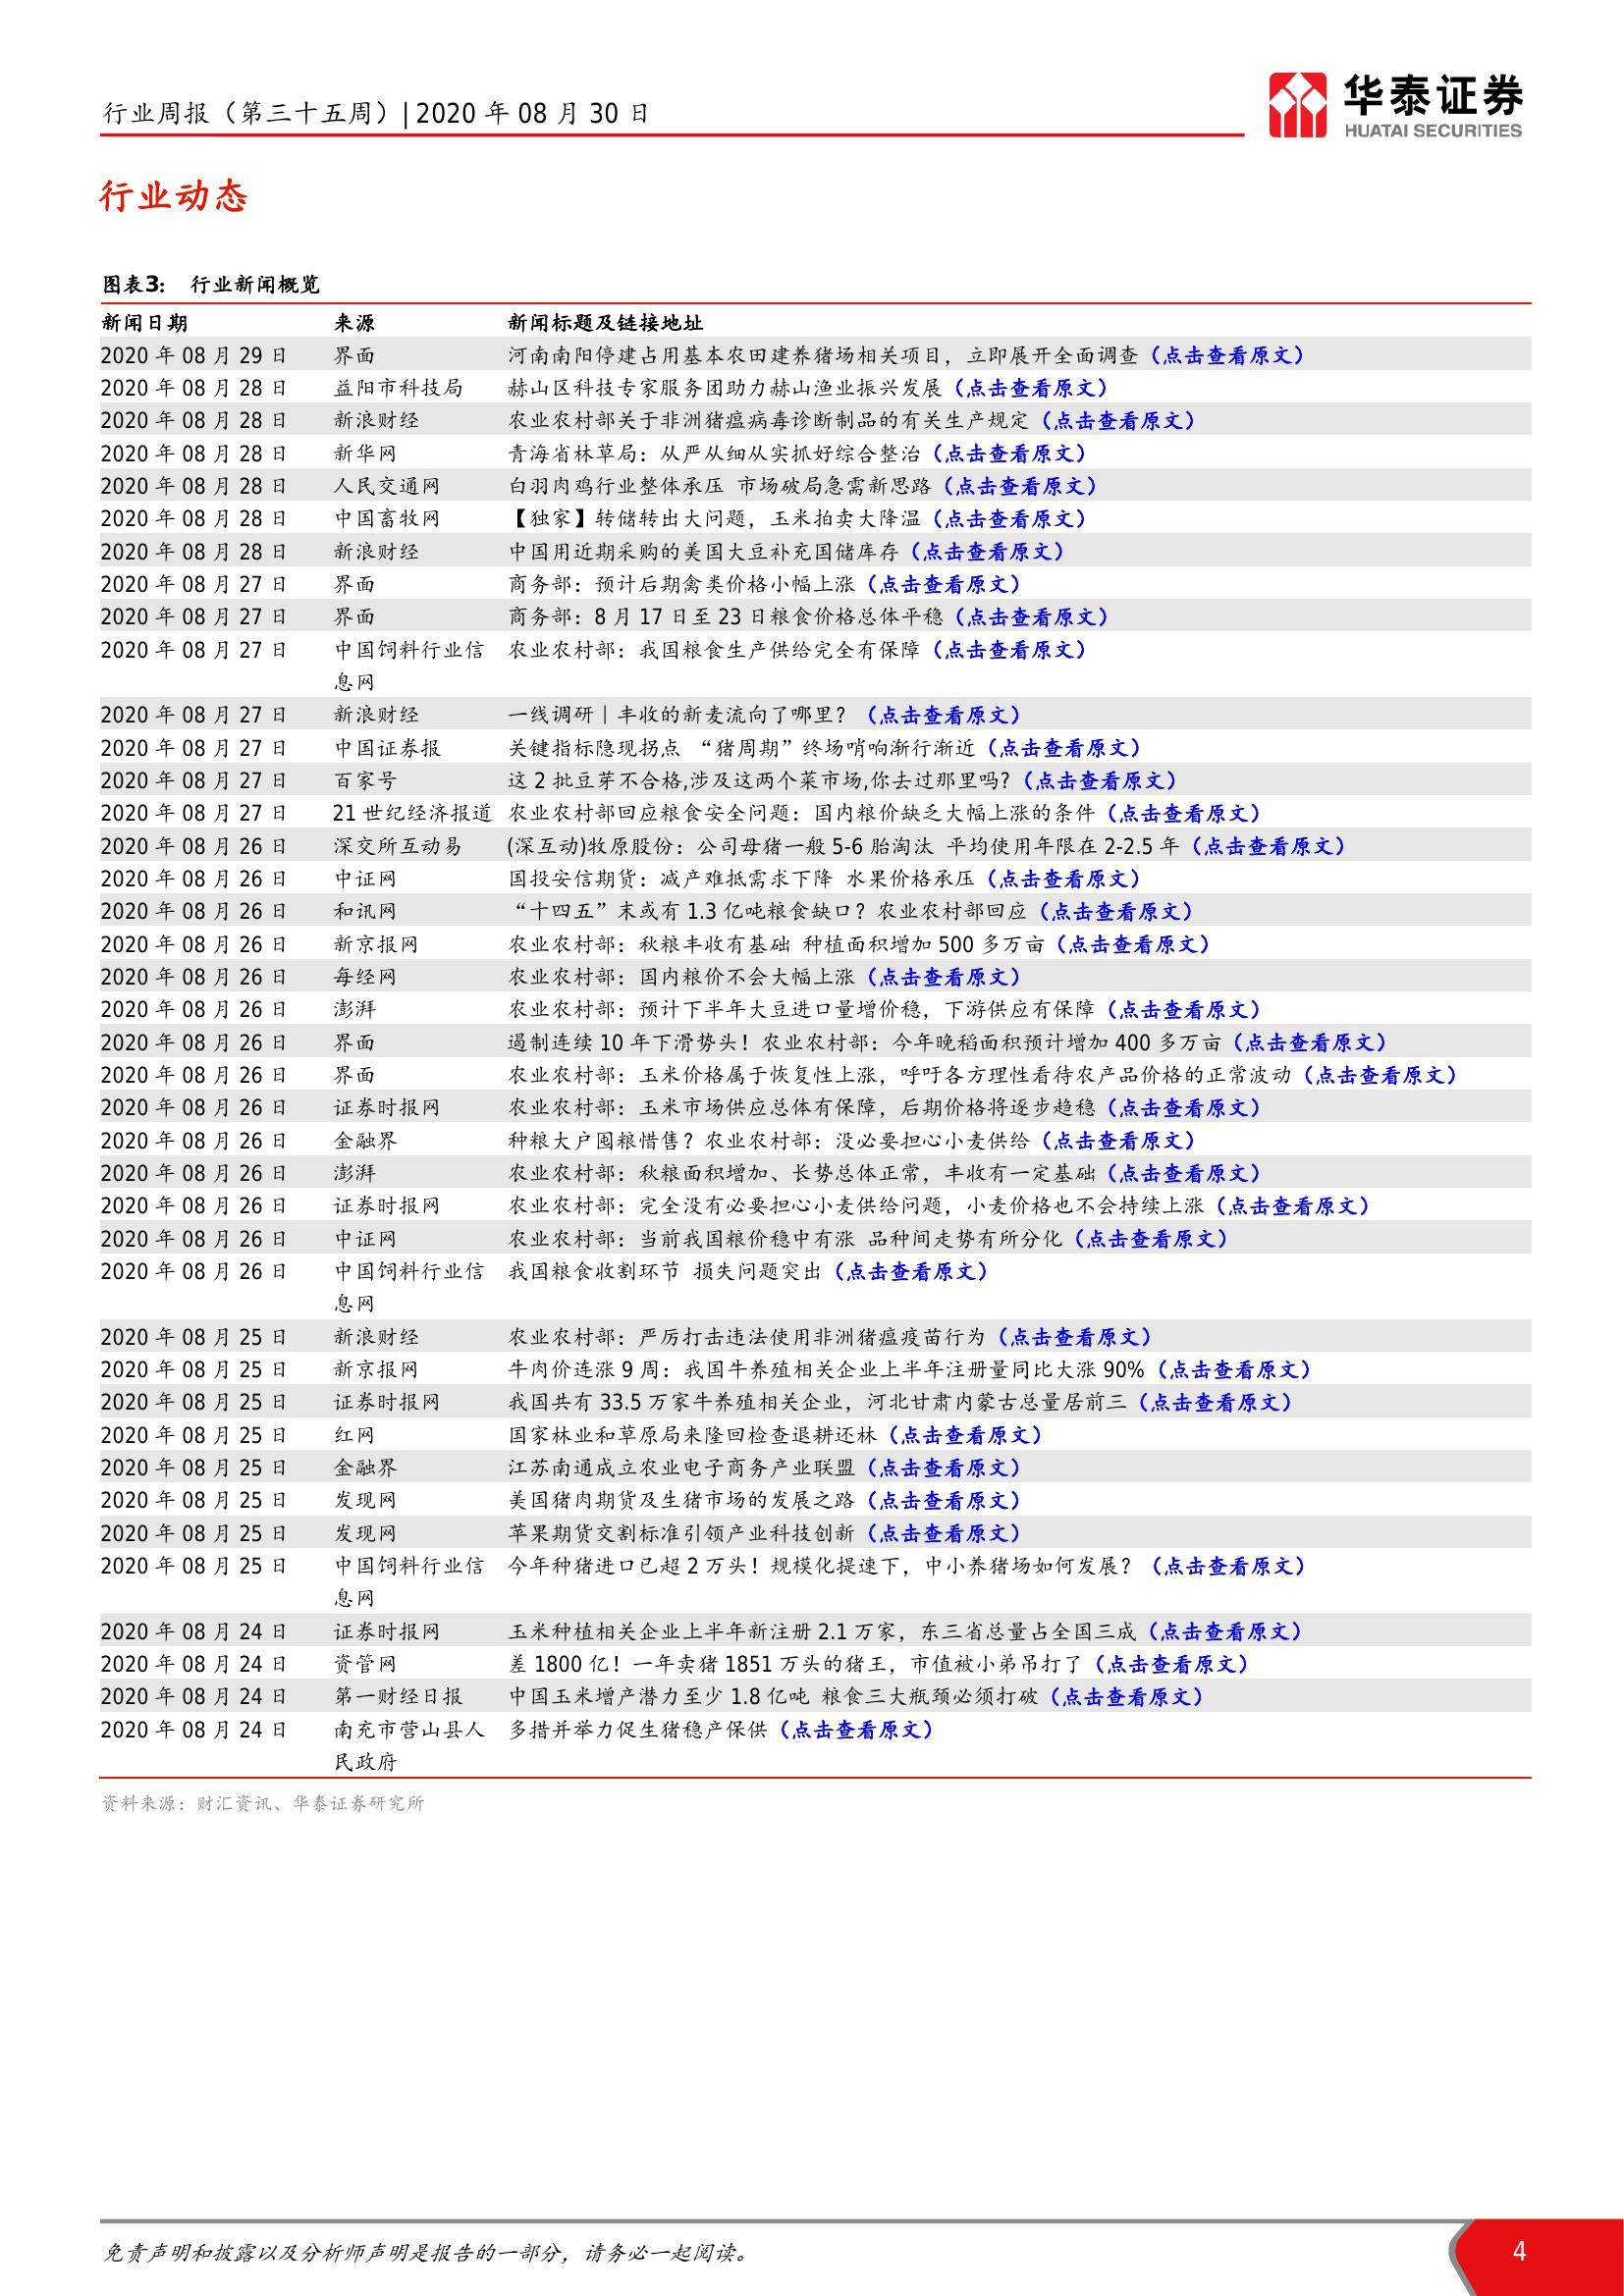 行业周报（第三十五周）| 2020 年 08 月 30 日
华泰证券
HUATAI SECURITIES
行业动态
图表3： 行业新闻概览
新闻日期 来源 新闻标题及链接地址
2020 年 08 月 29 日 界面 河南南阳停建占用基本农田建养猪场相关项目，立即展开全面调查（点击查看原文）
2020 年 08 月 28 日 益阳市科技局 赫山区科技专家服务团助力赫山渔业振兴发展（点击查看原文）
2020 年 08 月 28 日 新浪财经 农业农村部关于非洲猪瘟病毒诊断制品的有关生产规定（点击查看原文）
2020 年 08 月 28 日 新华网 青海省林草局：从严从细从实抓好综合整治（点击查看原文）
2020 年 08 月 28 日 人民交通网 白羽肉鸡行业整体承压 市场破局急需新思路（点击查看原文）
2020 年 08 月 28 日 中国畜牧网 【独家】转储转出大问题，玉米拍卖大降温（点击查看原文）
2020 年 08 月 28 日 新浪财经 中国用近期采购的美国大豆补充国储库存（点击查看原文）
2020 年 08 月 27 日 界面 商务部：预计后期禽类价格小幅上涨（点击查看原文）
2020 年 08 月 27 日 界面 商务部：8 月 17 日至 23 日粮食价格总体平稳（点击查看原文）
2020 年 08 月 27 日 中国饲料行业信 农业农村部：我国粮食生产供给完全有保障（点击查看原文）
息网
2020 年 08 月 27 日 新浪财经 一线调研｜丰收的新麦流向了哪里？（点击查看原文）
2020 年 08 月 27 日 中国证券报 关键指标隐现拐点 “猪周期”终场哨响渐行渐近（点击查看原文）
2020 年 08 月 27 日 百家号 这 2 批豆芽不合格,涉及这两个菜市场,你去过那里吗?（点击查看原文）
2020 年 08 月 27 日 21 世纪经济报道 农业农村部回应粮食安全问题：国内粮价缺乏大幅上涨的条件（点击查看原文）
2020 年 08 月 26 日 深交所互动易 (深互动)牧原股份：公司母猪一般 5-6 胎淘汰 平均使用年限在 2-2.5 年（点击查看原文）
2020 年 08 月 26 日 中证网 国投安信期货：减产难抵需求下降 水果价格承压（点击查看原文）
2020 年 08 月 26 日 和讯网 “十四五”末或有 1.3 亿吨粮食缺口？农业农村部回应（点击查看原文）
2020 年 08 月 26 日 新京报网 农业农村部：秋粮丰收有基础 种植面积增加 500 多万亩（点击查看原文）
2020 年 08 月 26 日 每经网 农业农村部：国内粮价不会大幅上涨（点击查看原文）
2020 年 08 月 26 日 澎湃 农业农村部：预计下半年大豆进口量增价稳，下游供应有保障（点击查看原文）
2020 年 08 月 26 日 界面 遏制连续 10 年下滑势头！农业农村部：今年晚稻面积预计增加 400 多万亩（点击查看原文）
2020 年 08 月 26 日 界面 农业农村部：玉米价格属于恢复性上涨，呼吁各方理性看待农产品价格的正常波动（点击查看原文）
2020 年 08 月 26 日 证券时报网 农业农村部：玉米市场供应总体有保障，后期价格将逐步趋稳（点击查看原文）
2020 年 08 月 26 日 金融界 种粮大户囤粮惜售？农业农村部：没必要担心小麦供给（点击查看原文）
2020 年 08 月 26 日 澎湃 农业农村部：秋粮面积增加、长势总体正常，丰收有一定基础（点击查看原文）
2020 年 08 月 26 日 证券时报网 农业农村部：完全没有必要担心小麦供给问题，小麦价格也不会持续上涨（点击查看原文）
2020 年 08 月 26 日 中证网 农业农村部：当前我国粮价稳中有涨 品种间走势有所分化（点击查看原文）
2020 年 08 月 26 日 中国饲料行业信 我国粮食收割环节 损失问题突出（点击查看原文）
息网
2020 年 08 月 25 日 新浪财经 农业农村部：严厉打击违法使用非洲猪瘟疫苗行为（点击查看原文）
2020 年 08 月 25 日 新京报网 牛肉价连涨 9 周：我国牛养殖相关企业上半年注册量同比大涨 90%（点击查看原文）
2020 年 08 月 25 日 证券时报网 我国共有 33.5 万家牛养殖相关企业，河北甘肃内蒙古总量居前三（点击查看原文）
2020 年 08 月 25 日 红网 国家林业和草原局来隆回检查退耕还林（点击查看原文）
2020 年 08 月 25 日 金融界 江苏南通成立农业电子商务产业联盟（点击查看原文）
2020 年 08 月 25 日 发现网 美国猪肉期货及生猪市场的发展之路（点击查看原文）
2020 年 08 月 25 日 发现网 苹果期货交割标准引领产业科技创新（点击查看原文）
2020 年 08 月 25 日 中国饲料行业信 今年种猪进口已超 2 万头！规模化提速下，中小养猪场如何发展？（点击查看原文）
息网
2020 年 08 月 24 日 证券时报网 玉米种植相关企业上半年新注册 2.1 万家，东三省总量占全国三成（点击查看原文）
2020 年 08 月 24 日 资管网 差 1800 亿！一年卖猪 1851 万头的猪王，市值被小弟吊打了（点击查看原文）
2020 年 08 月 24 日 第一财经日报 中国玉米增产潜力至少 1.8 亿吨 粮食三大瓶颈必须打破（点击查看原文）
2020 年 08 月 24 日 南充市营山县人 多措并举力促生猪稳产保供（点击查看原文）
民政府
资料来源：财汇资讯、华泰证券研究所
免责声明和披露以及分析师声明是报告的一部分，请务必一起阅读。 4